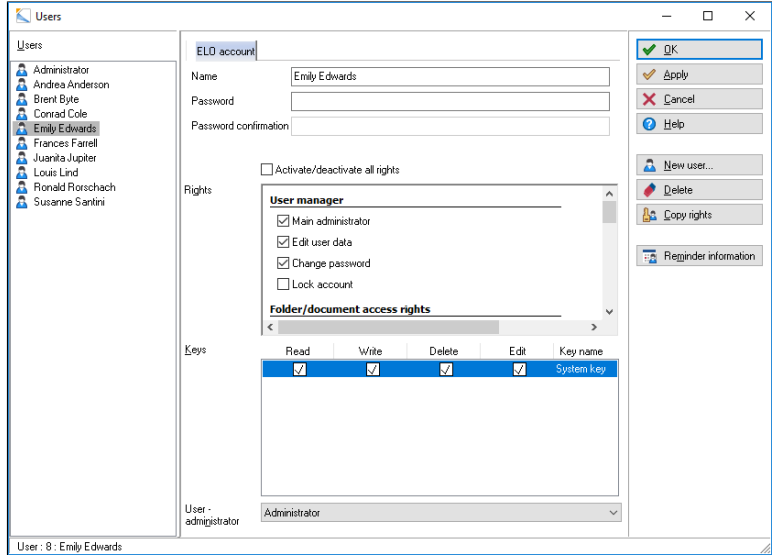 Users
Users
Administrator
Andrea Anderson
Brent Byte
Conrad Cole
Emily Edwards
Frances Farrell
Juanita Jupiter
Louis Lind
Ronald Rorschach
Susanne Santini
ELO account
Name Emily Edwards
Password
Password confirmation
Activate/deactivate all rights
Rights
User manager
Main administrator
Edit user data
Change password
Lock account
Folder/document access rights
Keys
Read Write Delete Edit Key name
System key
User -
administrator
Administrator
OK
Apply
Cancel
Help
New user...
Delete
Copy rights
Reminder information
User : 8 : Emily Edwards